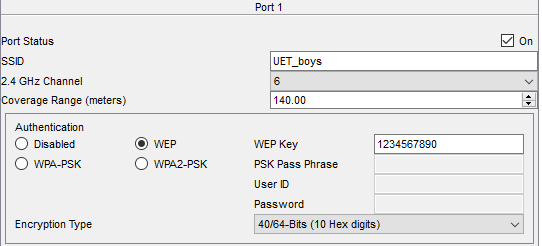 Port 1
Port Status On
SSID UET_boys
2.4 GHz Channel 6
Coverage Range (meters) 140.00
Authentication
Disabled WEP WEP Key 1234567890
WPA-PSK WPA2-PSK PSK Pass Phrase
User ID
Password
Encryption Type 40/64-Bits (10 Hex digits)